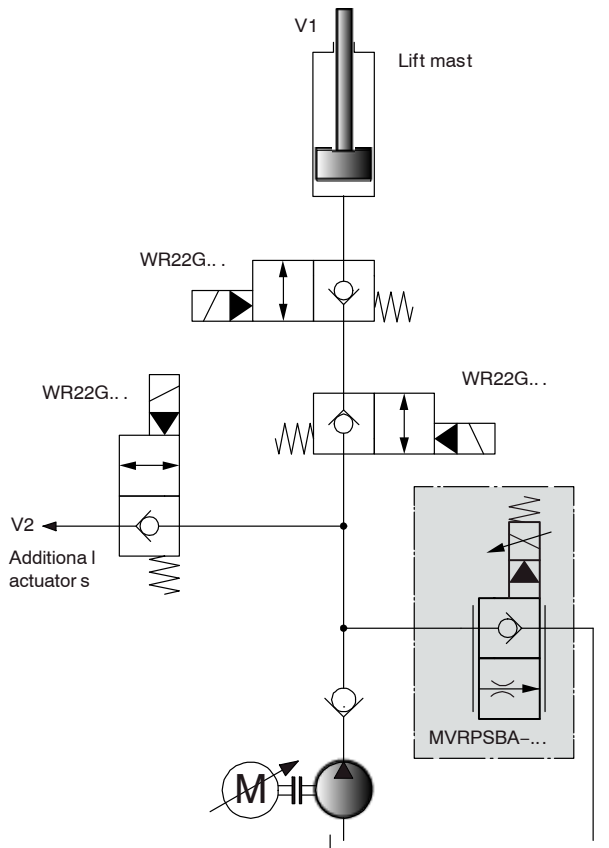 V1
Lift mast
WR22G.. .
WR22G.. .
WR22G.. .
V2
Additiona l
actuator s
MVRPSBA–...
M